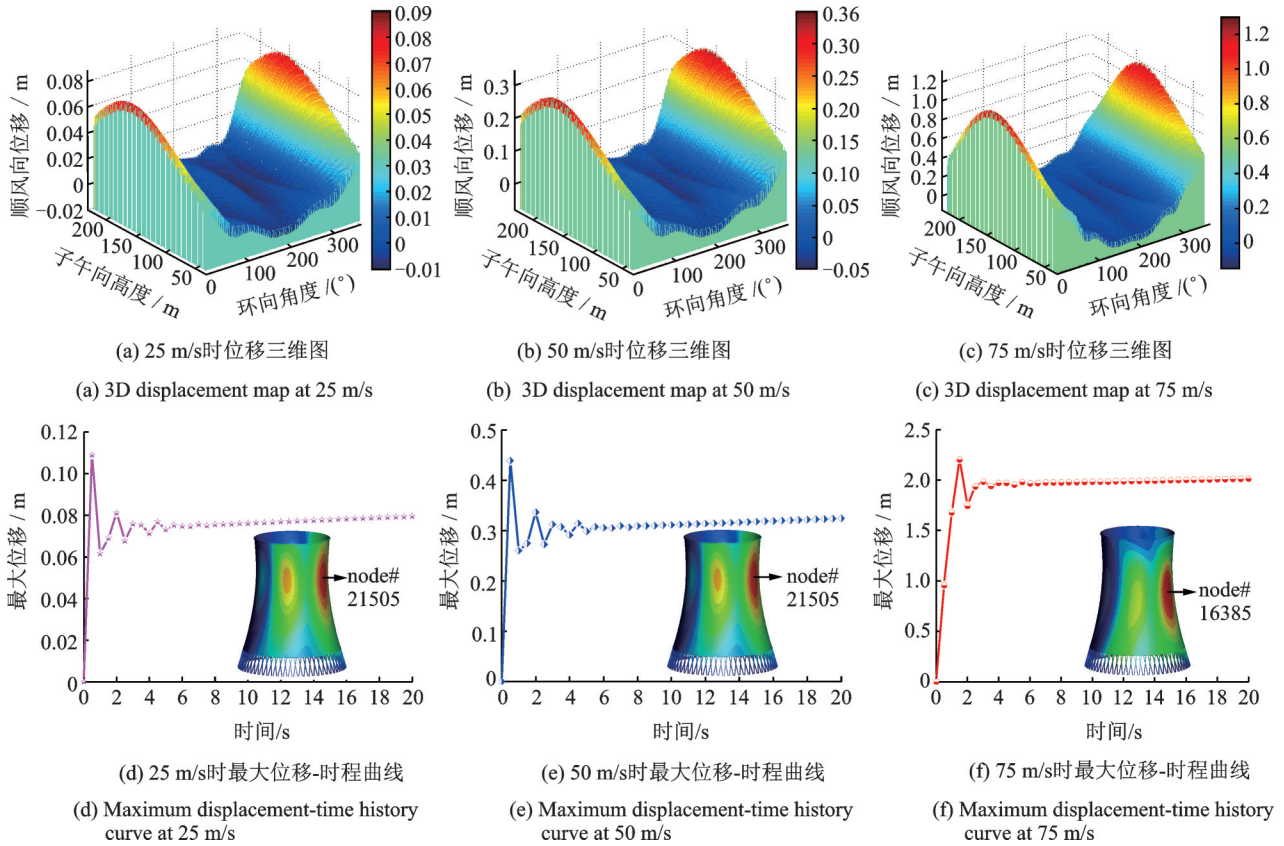 0.09
0.08
0.07
0.06
0.05
0.04
0.03
0.02
0.01
0
−0.01
0.08
0.06
0.04
0.02
0
−0.02
顺风向位移 / m
200
150
100
50
子午向高度 / m
0
100
200
300
环向角度 /(°)
0.36
0.35
0.30
0.25
0.20
0.15
0.10
0.05
0
−0.05
0.3
0.2
0.1
0
顺风向位移 / m
200
150
100
50
子午向高度 / m
0
100
200
300
环向角度 /(°)
1.2
1.0
0.8
0.6
0.4
0.2
0
1.2
1.0
0.8
0.6
0.4
0.2
0
顺风向位移 / m
200
150
100
50
子午向高度 / m
0
100
200
300
环向角度 /(°)
(a) 25 m/s时位移三维图
(b) 50 m/s时位移三维图
(c) 75 m/s时位移三维图
(a) 3D displacement map at 25 m/s
(b) 3D displacement map at 50 m/s
(c) 3D displacement map at 75 m/s
0.12
0.10
0.08
0.06
0.04
0.02
0
最大位移 / m
node#
21505
0 2 4 6 8 10 12 14 16 18 20
时间/s
0.5
0.4
0.3
0.2
0.1
0
最大位移 / m
node#
21505
0 2 4 6 8 10 12 14 16 18 20
时间/s
2.5
2.0
1.5
1.0
0.5
0
最大位移 / m
node#
16385
0 2 4 6 8 10 12 14 16 18 20
时间/s
(d) 25 m/s时最大位移-时程曲线
(e) 50 m/s时最大位移-时程曲线
(f) 75 m/s时最大位移-时程曲线
(d) Maximum displacement-time history
curve at 25 m/s
(e) Maximum displacement-time history
curve at 50 m/s
(f) Maximum displacement-time history
curve at 75 m/s